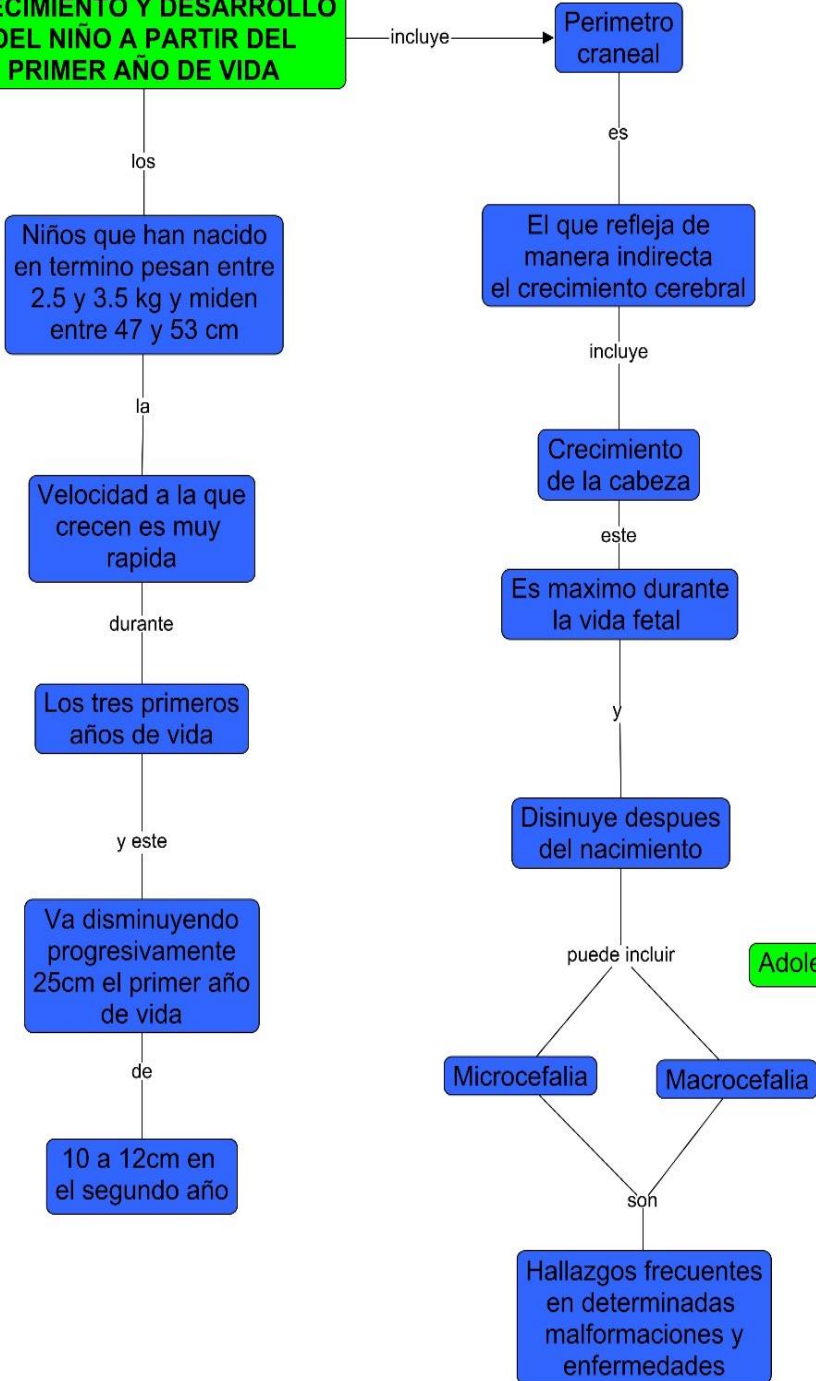 DEL NIÑO A PARTIR DEL
PRIMER AÑO DE VIDA
incluye
Perimetro
craneal
los
es
Niños que han nacido
en termino pesan entre
2.5 y 3.5 kg y miden
entre 47 y 53 cm
El que refleja de
manera indirecta
el crecimiento cerebral
la
incluye
Velocidad a la que
crecen es muy
rapida
Crecimiento
de la cabeza
durante
este
Los tres primeros
años de vida
Es maximo durante
la vida fetal
y este
y
Va disminuyendo
progresivamente
25cm el primer año
de vida
Disinuye despues
del nacimiento
de
puede incluir
10 a 12cm en
el segundo año
Microcefalia
Macrocefalia
son
Hallazgos frecuentes
en determinadas
malformaciones y
enfermedades